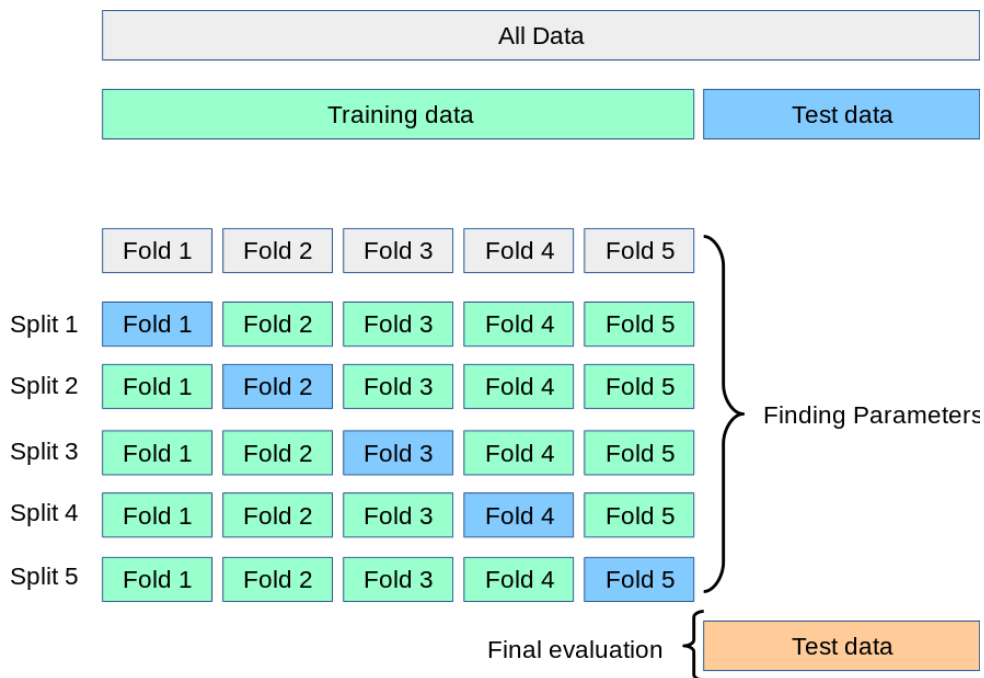 All Data
Training data Test data
Fold 1 Fold 2 Fold 3 Fold 4 Fold 5
Split 1 Fold 1 Fold 2 Fold 3 Fold 4 Fold 5
Split 2 Fold 1 Fold 2 Fold 3 Fold 4 Fold 5
Finding Parameters
Split 3 Fold 1 Fold 2 Fold 3 Fold 4 Fold 5
Split 4 Fold 1 Fold 2 Fold 3 Fold 4 Fold 5
Split 5 Fold 1 Fold 2 Fold 3 Fold 4 Fold 5
Final evaluation Test data